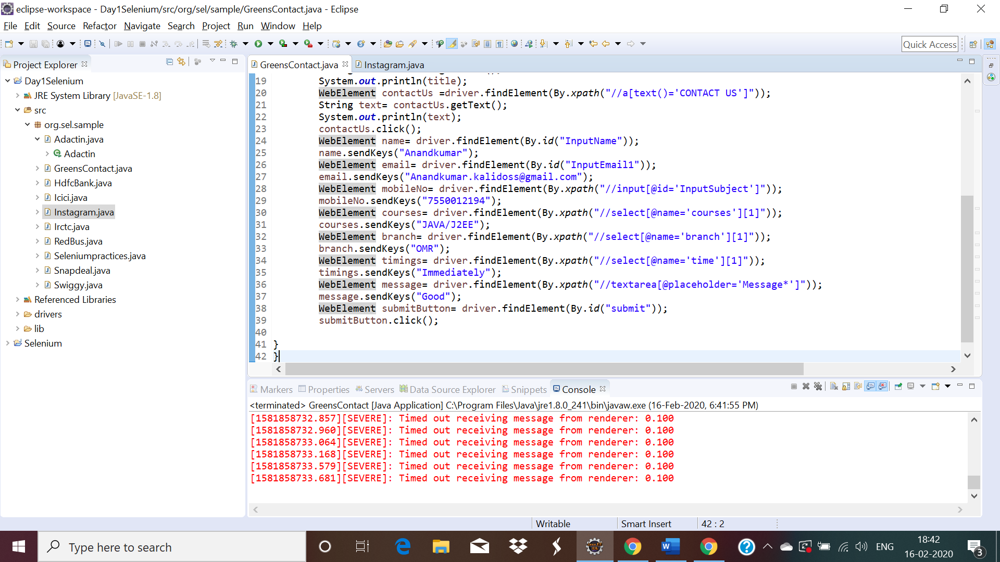 eclipse-workspace - Day1Selenium/src/org/sel/sample/GreensContact.java - Eclipse
File Edit Source Refactor Navigate Search Project Run Window Help
Quick Access
Project Explorer
Day1Selenium
JRE System Library [JavaSE-1.8]
src
org.sel.sample
Adactin.java
Adactin
GreensContact.java
HdfcBank.java
Icici.java
Instagram.java
Irctc.java
RedBus.java
Seleniumpractices.java
Snapdeal.java
Swiggy.java
Referenced Libraries
drivers
lib
Selenium
GreensContact.java Instagram.java
19 System.out.println(title);
20 WebElement contactUs =driver.findElement(By.xpath("//a[text()='CONTACT US']"));
21 String text= contactUs.getText();
22 System.out.println(text);
23 contactUs.click();
24 WebElement name= driver.findElement(By.id("InputName"));
25 name.sendKeys("Anandkumar");
26 WebElement email= driver.findElement(By.id("InputEmail1"));
27 email.sendKeys("Anandkumar.kalidoss@gmail.com");
28 WebElement mobileNo= driver.findElement(By.xpath("//input[@id='InputSubject']"));
29 mobileNo.sendKeys("7550012194");
30 WebElement courses= driver.findElement(By.xpath("//select[@name='courses'][1]"));
31 courses.sendKeys("JAVA/J2EE");
32 WebElement branch= driver.findElement(By.xpath("//select[@name='branch'][1]"));
33 branch.sendKeys("OMR");
34 WebElement timings= driver.findElement(By.xpath("//select[@name='time'][1]"));
35 timings.sendKeys("Immediately");
36 WebElement message= driver.findElement(By.xpath("//textarea[@placeholder='Message*']"));
37 message.sendKeys("Good");
38 WebElement submitButton= driver.findElement(By.id("submit"));
39 submitButton.click();
40
41 }
42 }
Markers Properties Servers Data Source Explorer Snippets Console
<terminated> GreensContact [Java Application] C:\Program Files\Java\jre1.8.0_241\bin\javaw.exe (16-Feb-2020, 6:41:55 PM)
[1581858732.857][SEVERE]: Timed out receiving message from renderer: 0.100
[1581858732.960][SEVERE]: Timed out receiving message from renderer: 0.100
[1581858733.064][SEVERE]: Timed out receiving message from renderer: 0.100
[1581858733.168][SEVERE]: Timed out receiving message from renderer: 0.100
[1581858733.579][SEVERE]: Timed out receiving message from renderer: 0.100
[1581858733.681][SEVERE]: Timed out receiving message from renderer: 0.100
Writable Smart Insert 42 : 2
Type here to search
ENG
18:42
16-02-2020
3